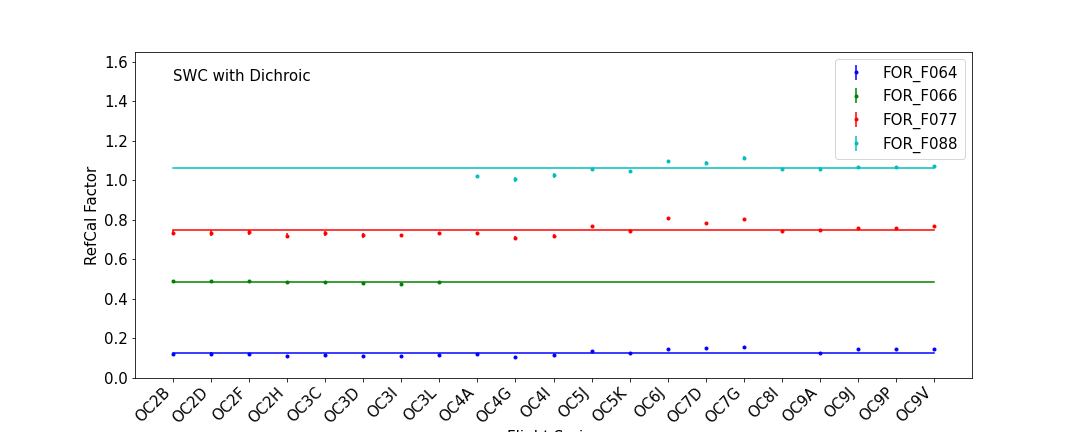 SWC with Dichroic
FOR_F064
FOR_F066
FOR_F077
FOR_F088
RefCal Factor
1.6
1.4
1.2
1.0
0.8
0.6
0.4
0.2
0.0
OC2B
OC2D
OC2F
OC2H
OC3C
OC3D
OC3I
OC3L
OC4A
OC4G
OC4I
OC5J
OC5K
OC6J
OC7D
OC7G
OC8I
OC9A
OC9J
OC9P
OC9V